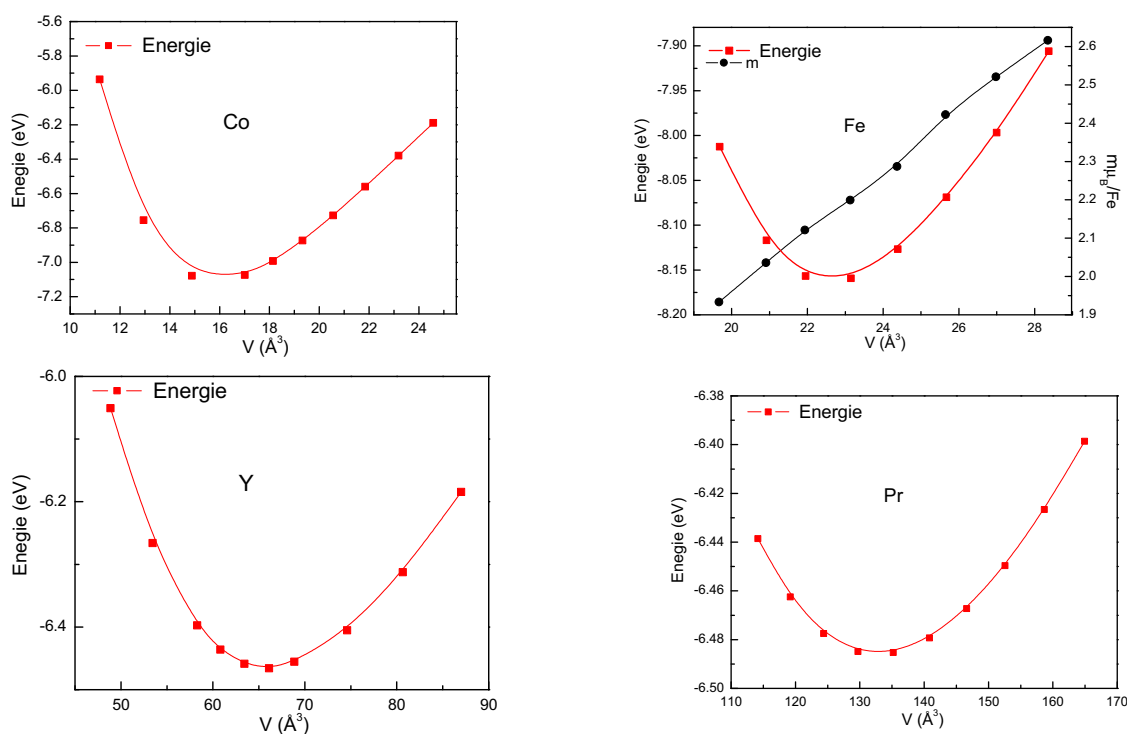 Energie
Co
Enegie (eV)
-5.6
-5.8
-6.0
-6.2
-6.4
-6.6
-6.8
-7.0
-7.2
10 12 14 16 18 20 22 24
V (Å³)
Energie
m
Fe
Enegie (eV)
-7.90
-7.95
-8.00
-8.05
-8.10
-8.15
-8.20
2.6
2.5
2.4
2.3
2.2
2.1
2.0
1.9
mμB/Fe
20 22 24 26 28
V (Å³)
Energie
Y
Enegie (eV)
-6.0
-6.2
-6.4
50 60 70 80 90
V (Å³)
Energie
Pr
Enegie (eV)
-6.38
-6.40
-6.42
-6.44
-6.46
-6.48
-6.50
110 120 130 140 150 160 170
V (Å³)